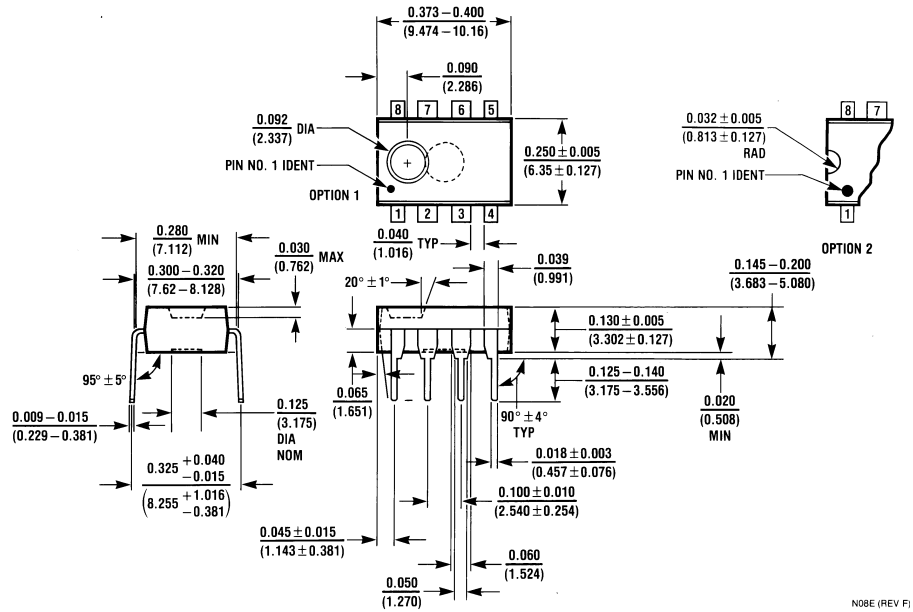 0.373 – 0.400
(9.474 – 10.16)
0.090
(2.286)
8 7 6 5
0.092 DIA
(2.337)
PIN NO. 1 IDENT
OPTION 1
0.250 ± 0.005
(6.35 ± 0.127)
1 2 3 4
0.032 ± 0.005
(0.813 ± 0.127)
RAD
PIN NO. 1 IDENT
8 7
1
OPTION 2
0.280 MIN
(7.112)
0.300 – 0.320
(7.62 – 8.128)
0.030 MAX
(0.762)
0.040 TYP
(1.016)
20° ± 1°
0.039
(0.991)
0.145 – 0.200
(3.683 – 5.080)
0.130 ± 0.005
(3.302 ± 0.127)
0.125 – 0.140
(3.175 – 3.556)
0.020
(0.508)
MIN
95° ± 5°
0.009 – 0.015
(0.229 – 0.381)
0.125
(3.175)
DIA
NOM
0.065
(1.651)
90° ± 4°
TYP
0.018 ± 0.003
(0.457 ± 0.076)
0.325 +0.040
−0.015
(8.255 +1.016
−0.381)
0.100 ± 0.010
(2.540 ± 0.254)
0.045 ± 0.015
(1.143 ± 0.381)
0.060
(1.524)
0.050
(1.270)
N08E (REV F)